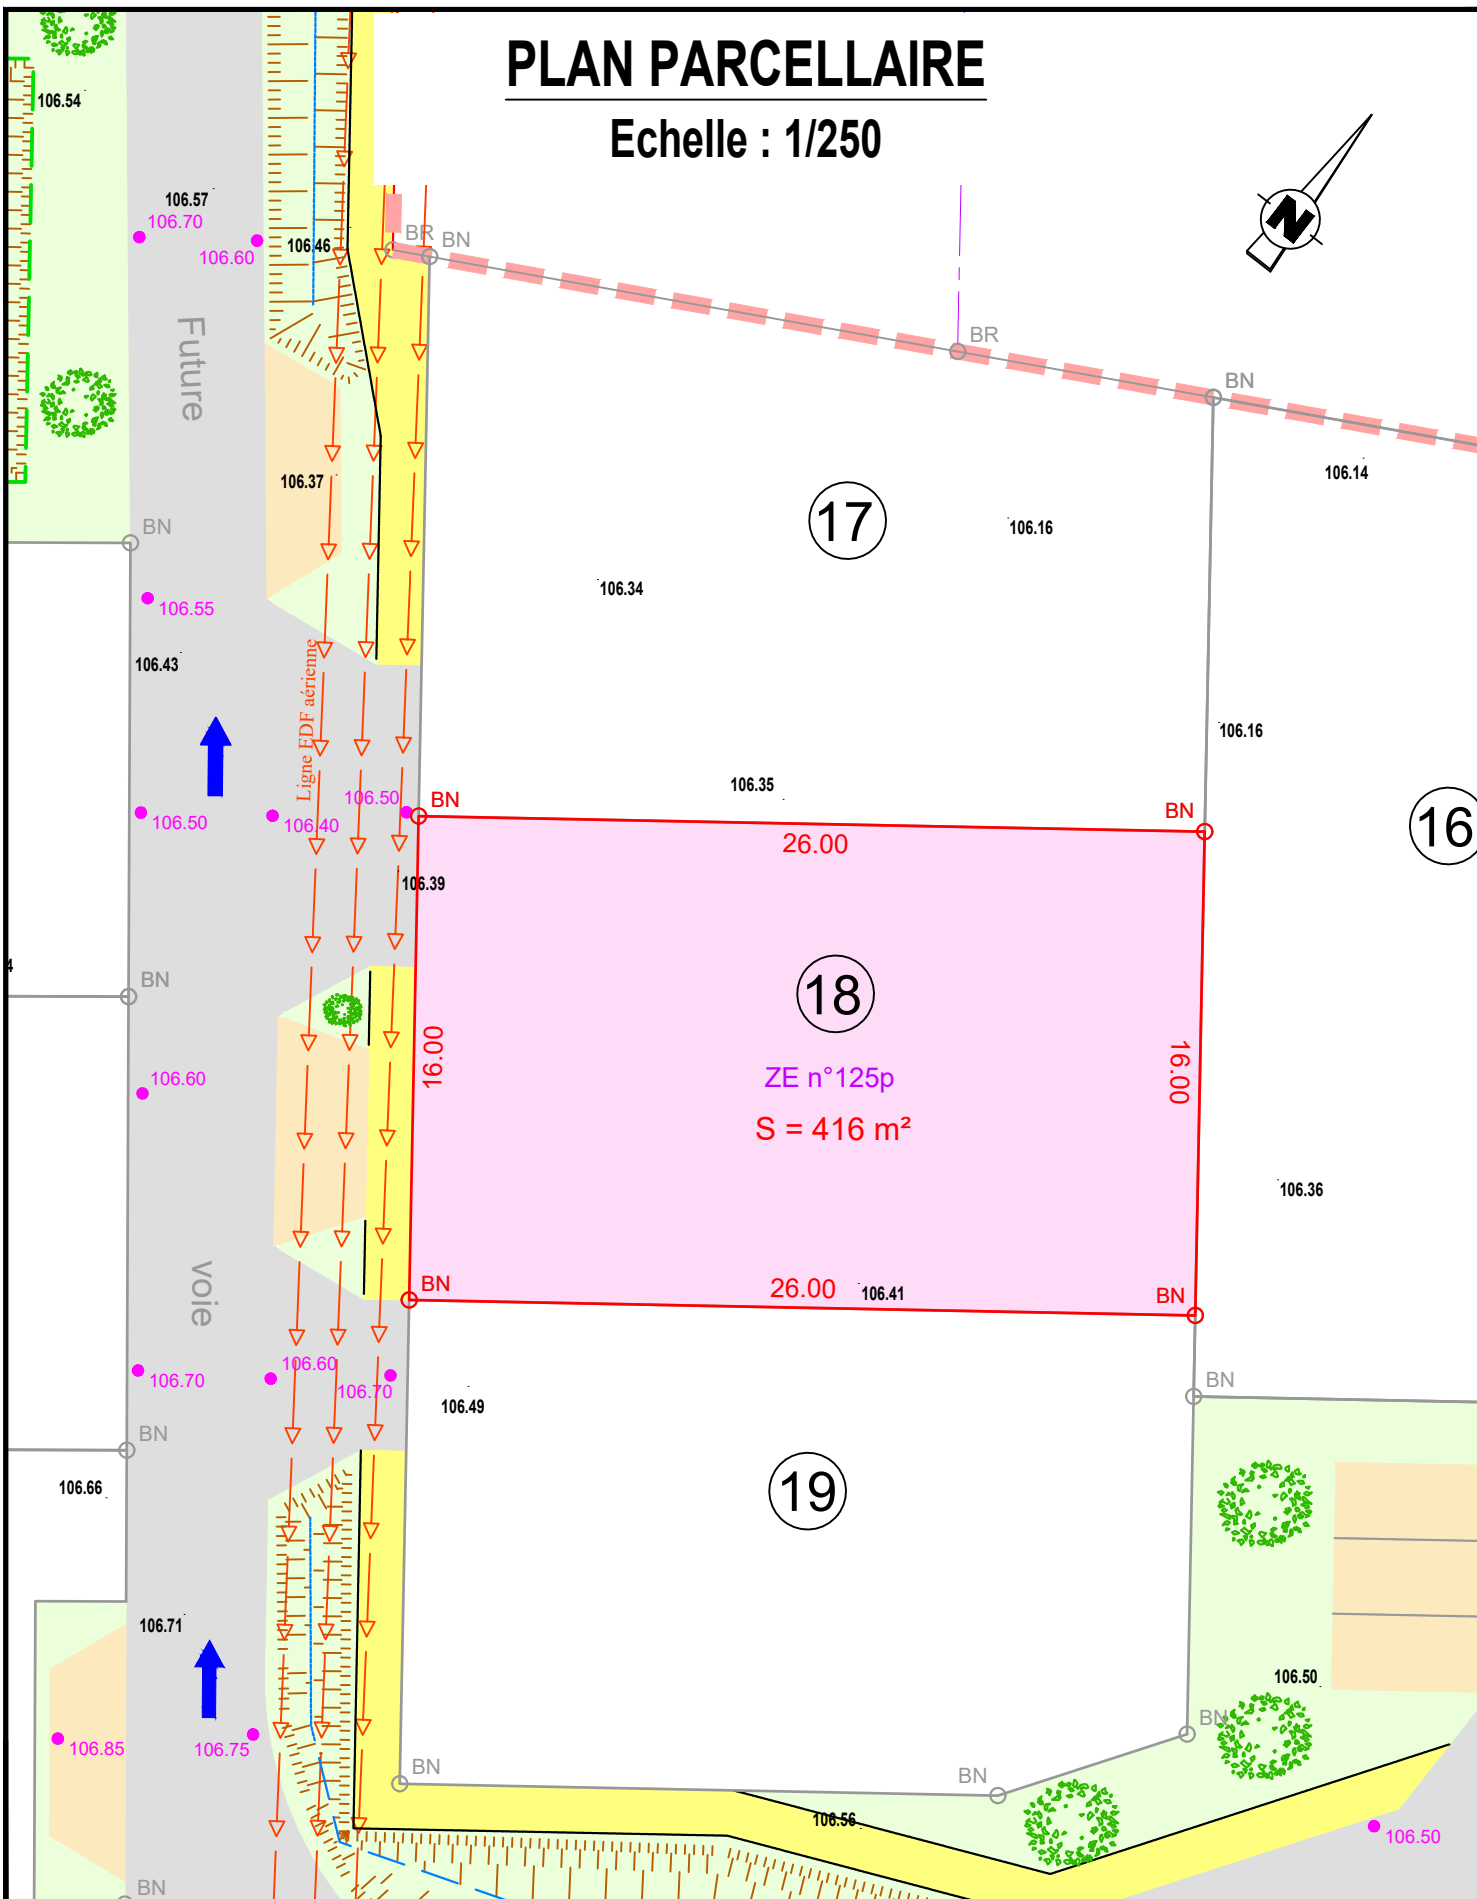 PLAN PARCELLAIRE
Echelle : 1/250
N
106.54
106.57
106.70
106.60
106.46
BR
BN
BR
BN
Future
106.37
106.14
17
106.16
106.34
BN
106.55
106.43
Ligne EDF aérienne
106.16
106.35
106.50
106.40
106.50
BN
BN
16
26.00
106.39
4
BN
18
16.00
16.00
ZE n°125p
106.60
S = 416 m²
106.36
voie
BN
26.00
106.41
BN
106.70
106.60
106.70
106.49
BN
BN
106.66
19
106.71
106.50
106.85
106.75
BN
BN
BN
106.56
106.50
BN